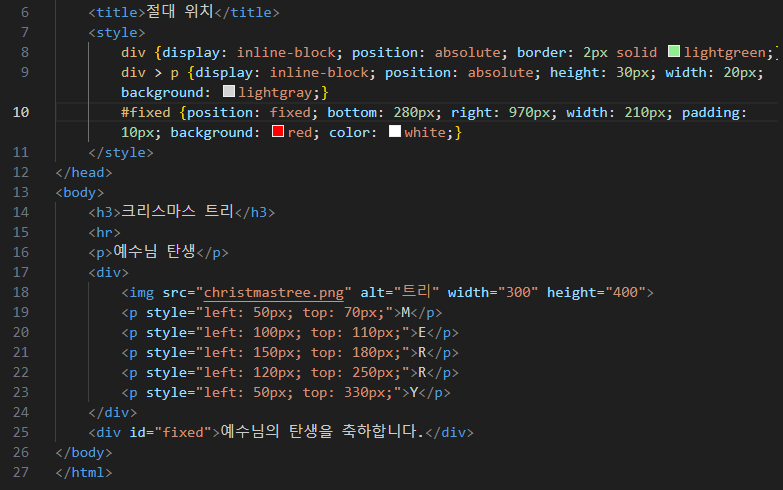 6 <title>절대 위치</title>
7 <style>
8 div {display: inline-block; position: absolute; border: 2px solid lightgreen;}
9 div > p {display: inline-block; position: absolute; height: 30px; width: 20px;
background: lightgray;}
10 #fixed {position: fixed; bottom: 280px; right: 970px; width: 210px; padding:
10px; background: red; color: white;}
11 </style>
12 </head>
13 <body>
14 <h3>크리스마스 트리</h3>
15 <hr>
16 <p>예수님 탄생</p>
17 <div>
18 <img src="christmastree.png" alt="트리" width="300" height="400">
19 <p style="left: 50px; top: 70px;">M</p>
20 <p style="left: 100px; top: 110px;">E</p>
21 <p style="left: 150px; top: 180px;">R</p>
22 <p style="left: 120px; top: 250px;">R</p>
23 <p style="left: 50px; top: 330px;">Y</p>
24 </div>
25 <div id="fixed">예수님의 탄생을 축하합니다.</div>
26 </body>
27 </html>